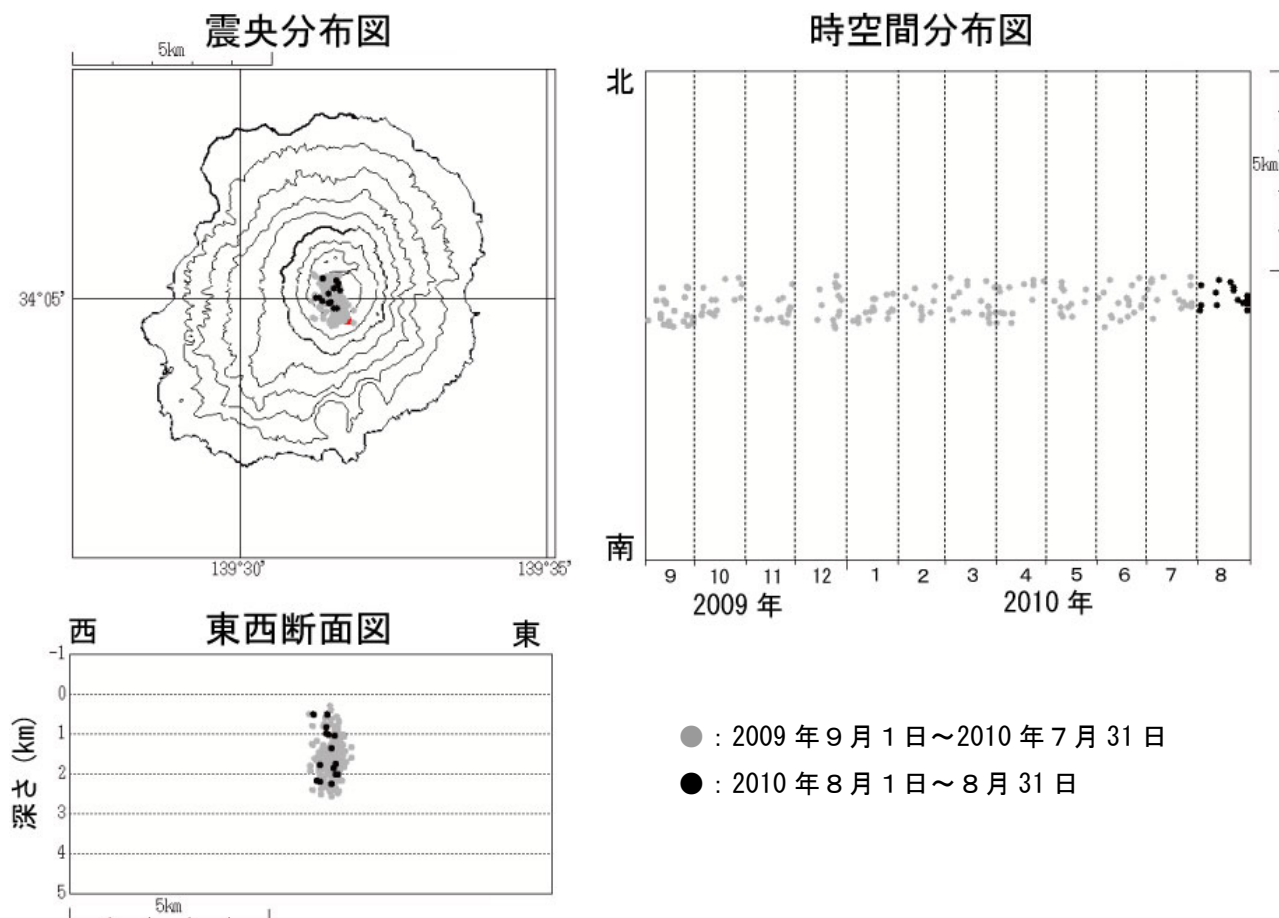 震央分布図
5km
34°05'
139°30'
139°35'
時空間分布図
北
南
5km
9 10 11 12 1 2 3 4 5 6 7 8
2009 年 2010 年
西 東西断面図 東
-1
0
1
2
3
4
5
深さ (km)
5km
● : 2009 年 9 月 1 日～2010 年 7 月 31 日
● : 2010 年 8 月 1 日～ 8 月 31 日